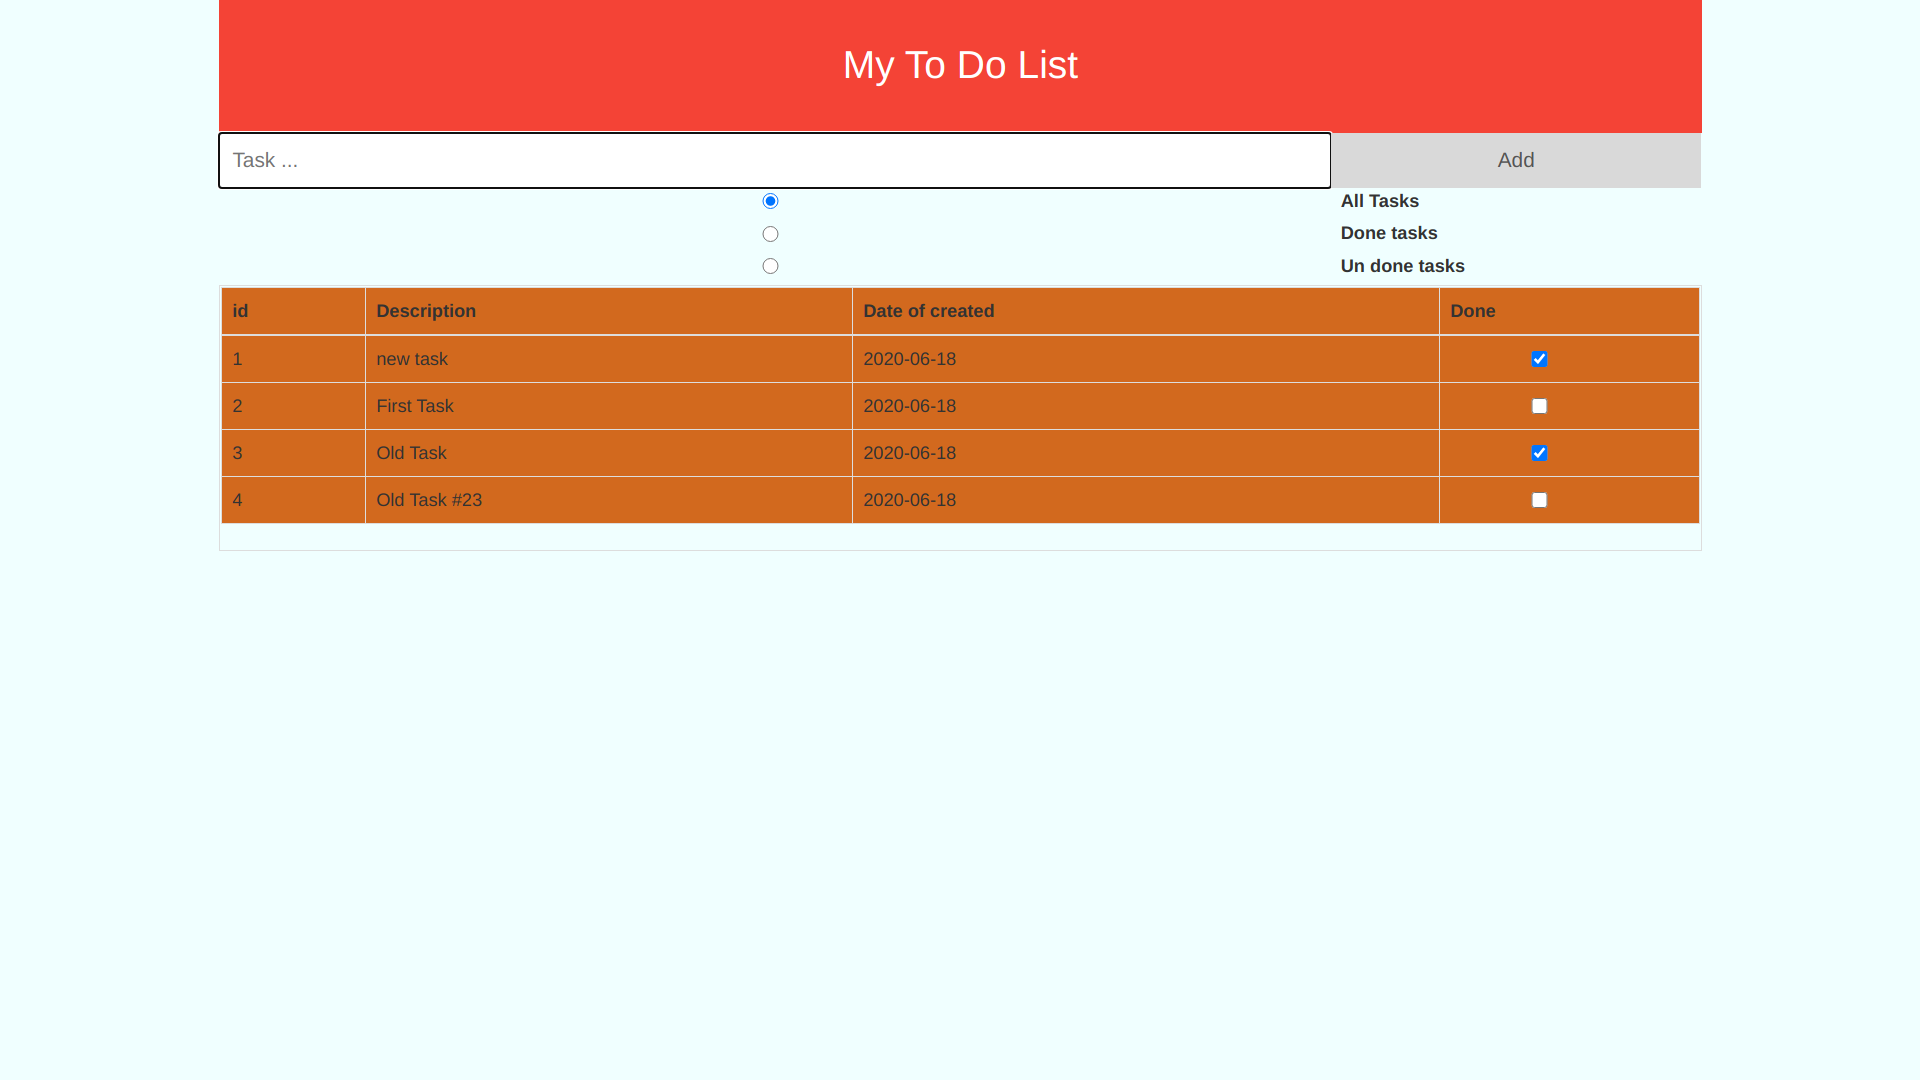 My To Do List
Task ... Add
All Tasks
Done tasks
Un done tasks
id Description Date of created Done
1 new task 2020-06-18
2 First Task 2020-06-18
3 Old Task 2020-06-18
4 Old Task #23 2020-06-18